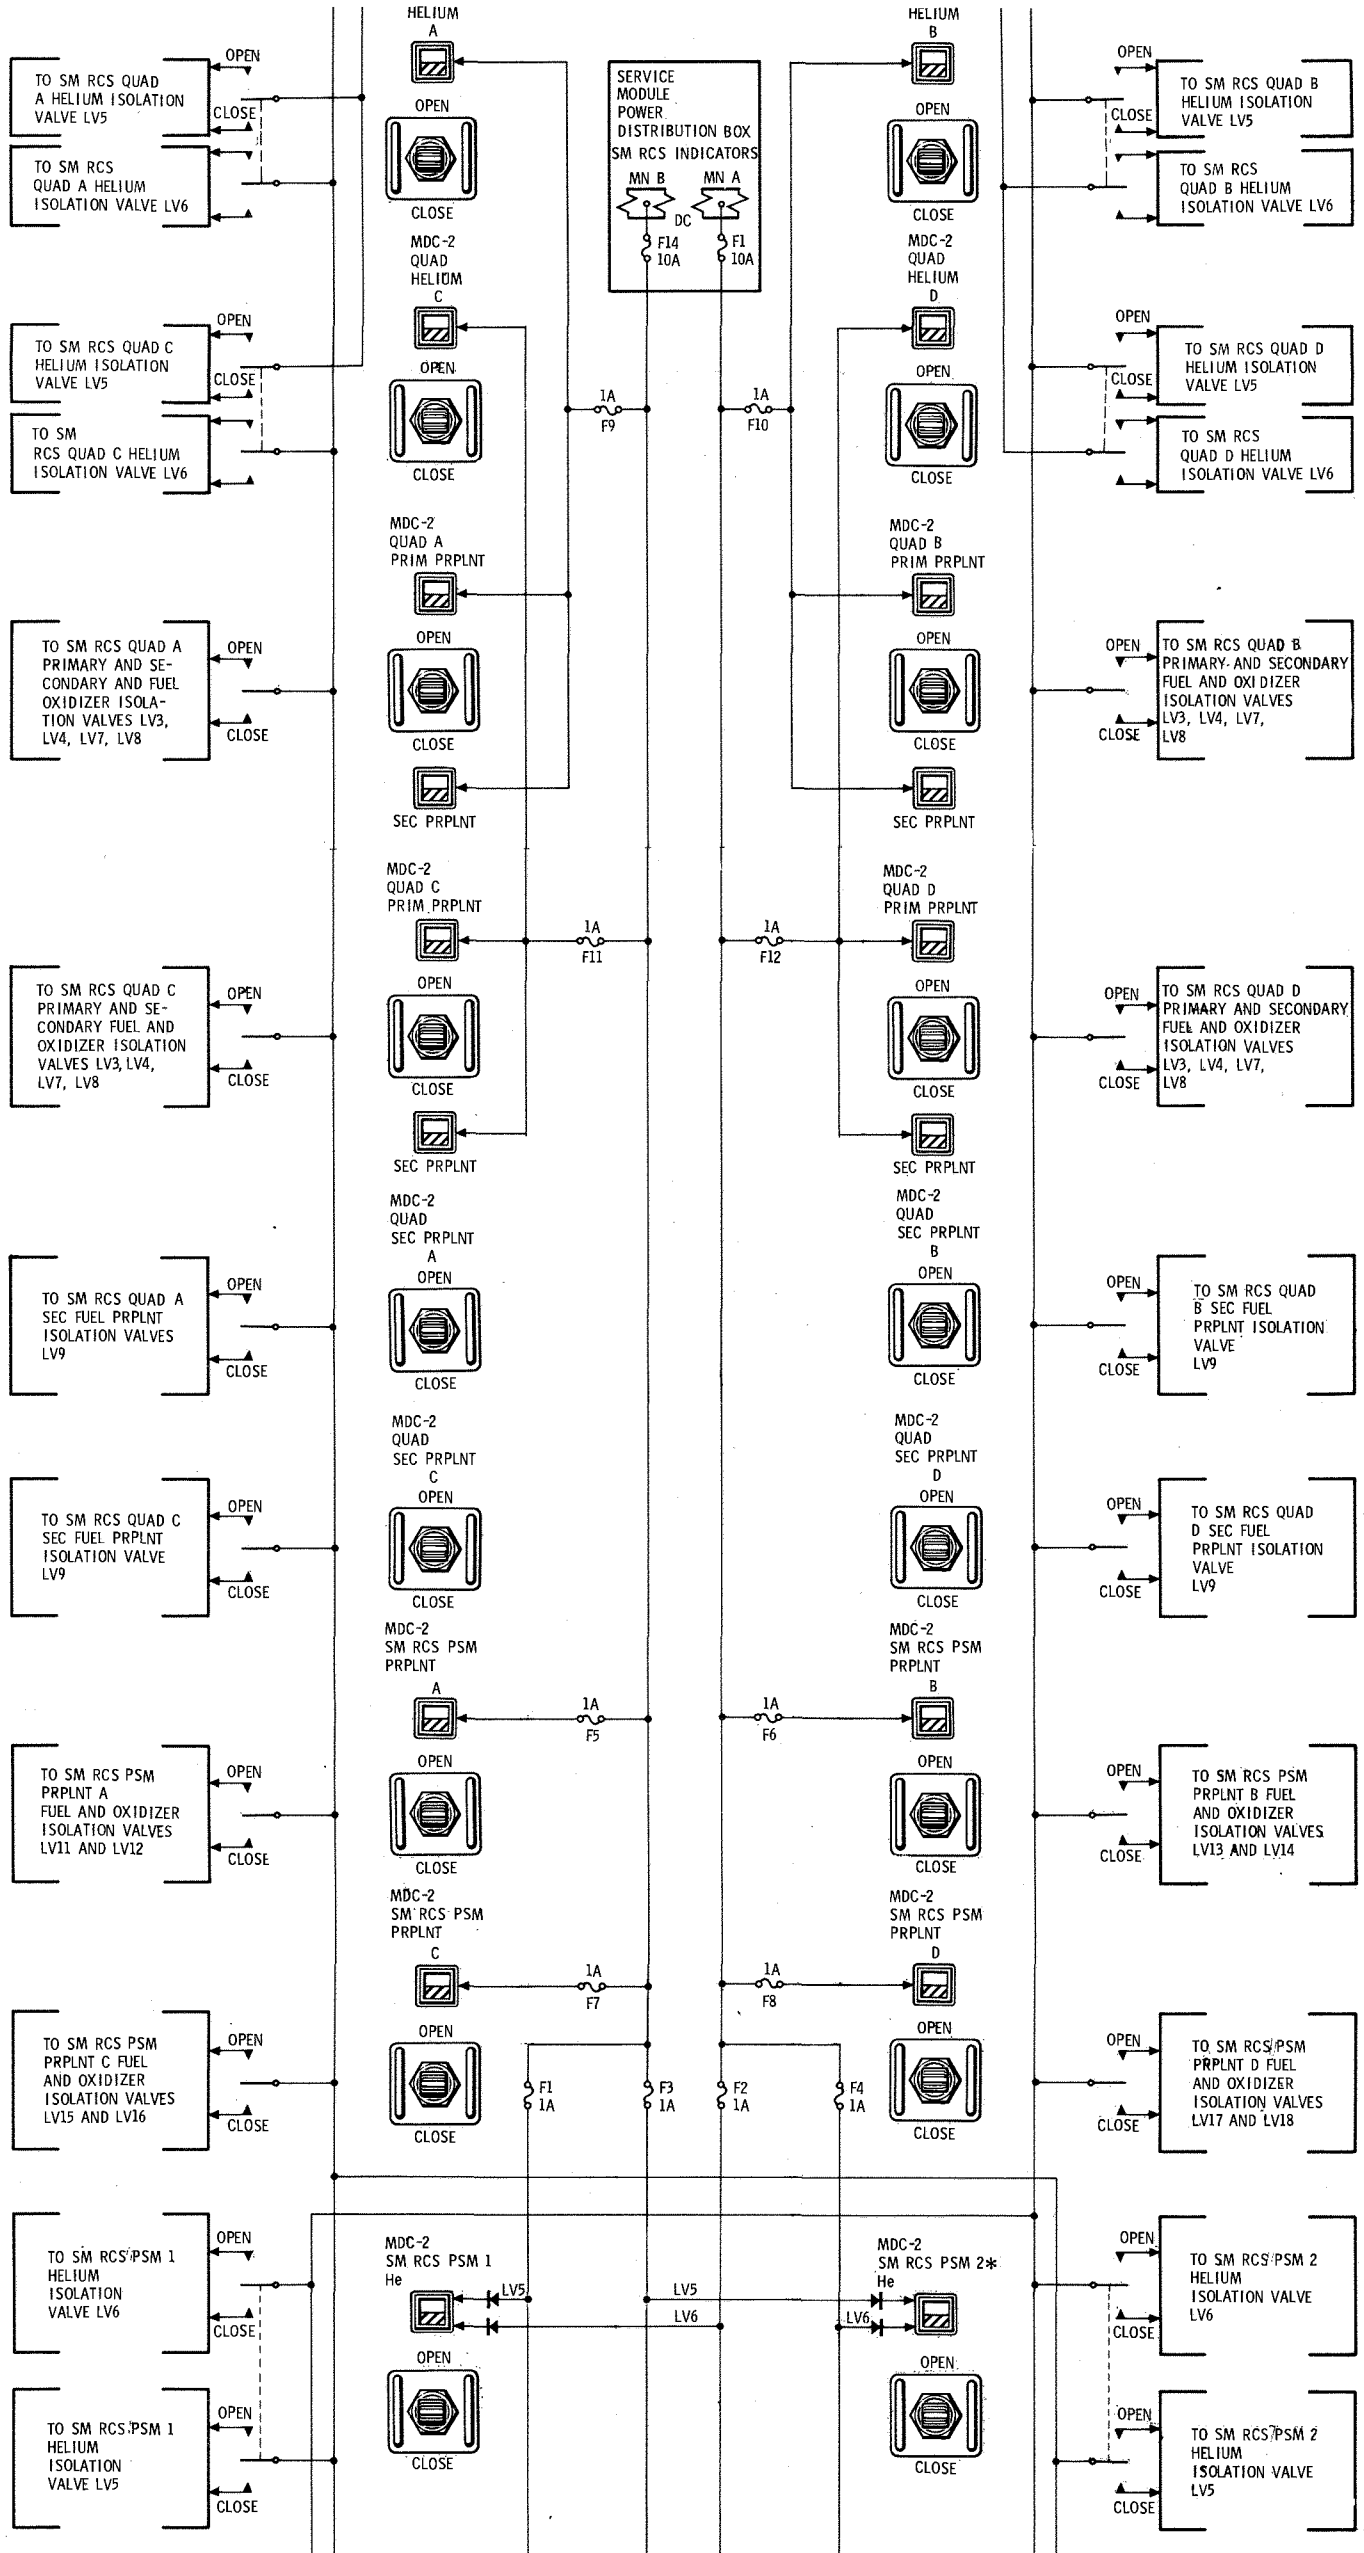 HELIUM
A
OPEN
TO SM RCS QUAD
A HELIUM ISOLATION
VALVE LV5
CLOSE
TO SM RCS
QUAD A HELIUM
ISOLATION VALVE LV6
OPEN
CLOSE
SERVICE
MODULE
POWER
DISTRIBUTION BOX
SM RCS INDICATORS
MN B
MN A
DC
F14
10A
F1
10A
HELIUM
B
OPEN
CLOSE
OPEN
TO SM RCS QUAD B
HELIUM ISOLATION
VALVE LV5
CLOSE
TO SM RCS
QUAD B HELIUM
ISOLATION VALVE LV6
MDC-2
QUAD
HELIUM
C
OPEN
CLOSE
OPEN
TO SM RCS QUAD C
HELIUM ISOLATION
VALVE LV5
CLOSE
TO SM
RCS QUAD C HELIUM
ISOLATION VALVE LV6
1A
F9
1A
F10
MDC-2
QUAD
HELIUM
D
OPEN
CLOSE
OPEN
TO SM RCS QUAD D
HELIUM ISOLATION
VALVE LV5
CLOSE
TO SM RCS
QUAD D HELIUM
ISOLATION VALVE LV6
MDC-2
QUAD A
PRIM PRPLNT
OPEN
CLOSE
SEC PRPLNT
TO SM RCS QUAD A
PRIMARY AND SE-
CONDARY AND FUEL
OXIDIZER ISOLA-
TION VALVES LV3,
LV4, LV7, LV8
OPEN
CLOSE
MDC-2
QUAD B
PRIM PRPLNT
OPEN
CLOSE
SEC PRPLNT
OPEN
CLOSE
TO SM RCS QUAD B
PRIMARY AND SECONDARY
FUEL AND OXIDIZER
ISOLATION VALVES
LV3, LV4, LV7,
LV8
MDC-2
QUAD C
PRIM PRPLNT
OPEN
CLOSE
SEC PRPLNT
1A
F11
1A
F12
TO SM RCS QUAD C
PRIMARY AND SE-
CONDARY FUEL AND
OXIDIZER ISOLATION
VALVES LV3, LV4,
LV7, LV8
OPEN
CLOSE
MDC-2
QUAD D
PRIM PRPLNT
OPEN
CLOSE
SEC PRPLNT
OPEN
CLOSE
TO SM RCS QUAD D
PRIMARY AND SECONDARY
FUEL AND OXIDIZER
ISOLATION VALVES
LV3, LV4, LV7,
LV8
MDC-2
QUAD
SEC PRPLNT
A
OPEN
CLOSE
TO SM RCS QUAD A
SEC FUEL PRPLNT
ISOLATION VALVES
LV9
OPEN
CLOSE
MDC-2
QUAD
SEC PRPLNT
B
OPEN
CLOSE
OPEN
CLOSE
TO SM RCS QUAD
B SEC FUEL
PRPLNT ISOLATION
VALVE
LV9
MDC-2
QUAD
SEC PRPLNT
C
OPEN
CLOSE
TO SM RCS QUAD C
SEC FUEL PRPLNT
ISOLATION VALVE
LV9
OPEN
CLOSE
MDC-2
QUAD
SEC PRPLNT
D
OPEN
CLOSE
OPEN
CLOSE
TO SM RCS QUAD
D SEC FUEL
PRPLNT ISOLATION
VALVE
LV9
MDC-2
SM RCS PSM
PRPLNT
A
OPEN
CLOSE
1A
F5
1A
F6
TO SM RCS PSM
PRPLNT A
FUEL AND OXIDIZER
ISOLATION VALVES
LV11 AND LV12
OPEN
CLOSE
MDC-2
SM RCS PSM
PRPLNT
B
OPEN
CLOSE
OPEN
CLOSE
TO SM RCS PSM
PRPLNT B FUEL
AND OXIDIZER
ISOLATION VALVES
LV13 AND LV14
MDC-2
SM RCS PSM
PRPLNT
C
OPEN
CLOSE
1A
F7
1A
F8
TO SM RCS PSM
PRPLNT C FUEL
AND OXIDIZER
ISOLATION VALVES
LV15 AND LV16
OPEN
CLOSE
F1
1A
F3
1A
F2
1A
F4
1A
MDC-2
SM RCS PSM
PRPLNT
D
OPEN
CLOSE
OPEN
CLOSE
TO SM RCS PSM
PRPLNT D FUEL
AND OXIDIZER
ISOLATION VALVES
LV17 AND LV18
TO SM RCS PSM 1
HELIUM
ISOLATION
VALVE LV6
OPEN
CLOSE
MDC-2
SM RCS PSM 1
He
LV5
LV5
LV6
LV6
OPEN
CLOSE
MDC-2
SM RCS PSM 2*
He
OPEN
CLOSE
OPEN
CLOSE
TO SM RCS PSM 2
HELIUM
ISOLATION VALVE
LV6
TO SM RCS PSM 1
HELIUM
ISOLATION
VALVE LV5
OPEN
CLOSE
OPEN
CLOSE
TO SM RCS PSM 2
HELIUM
ISOLATION VALVE
LV5